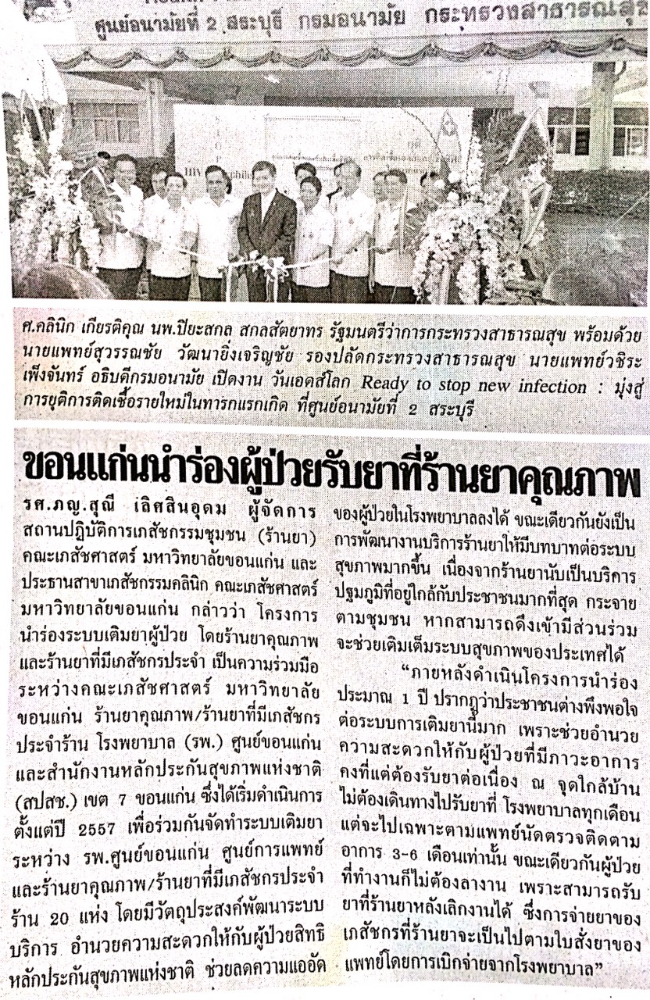 ศูนย์อนามัยที่ 2 สระบุรี กรมอนามัย กระทรวงสาธารณสุข
HIV
ศ.คลินิก เกียรติคุณ นพ.ปิยะสกล สกลสัตยาทร รัฐมนตรีว่าการกระทรวงสาธารณสุข พร้อมด้วย
นายแพทย์สุวรรณชัย วัฒนายิ่งเจริญชัย รองปลัดกระทรวงสาธารณสุข นายแพทย์วชิระ
เพ็งจันทร์ อธิบดีกรมอนามัย เปิดงาน วันเอดส์โลก Ready to stop new infection : มุ่งสู่
การยุติการติดเชื้อรายใหม่ในทารกแรกเกิด ที่ศูนย์อนามัยที่ 2 สระบุรี
ขอนแก่นนำร่องผู้ป่วยรับยาที่ร้านยาคุณภาพ
รศ.ภญ.สุณี เลิศสินอุดม ผู้จัดการ
สถานปฏิบัติการเภสัชกรรมชุมชน (ร้านยา)
คณะเภสัชศาสตร์ มหาวิทยาลัยขอนแก่น และ
ประธานสาขาเภสัชกรรมคลินิก คณะเภสัชศาสตร์
มหาวิทยาลัยขอนแก่น กล่าวว่า โครงการ
นำร่องระบบเติมยาผู้ป่วย โดยร้านยาคุณภาพ
และร้านยาที่มีเภสัชกรประจำ เป็นความร่วมมือ
ระหว่างคณะเภสัชศาสตร์ มหาวิทยาลัย
ขอนแก่น ร้านยาคุณภาพ/ร้านยาที่มีเภสัชกร
ประจำร้าน โรงพยาบาล (รพ.) ศูนย์ขอนแก่น
และสำนักงานหลักประกันสุขภาพแห่งชาติ
(สปสช.) เขต 7 ขอนแก่น ซึ่งได้เริ่มดำเนินการ
ตั้งแต่ปี 2557 เพื่อร่วมกันจัดทำระบบเติมยา
ระหว่าง รพ.ศูนย์ขอนแก่น ศูนย์การแพทย์
และร้านยาคุณภาพ/ร้านยาที่มีเภสัชกรประจำ
ร้าน 20 แห่ง โดยมีวัตถุประสงค์พัฒนาระบบ
บริการ อำนวยความสะดวกให้กับผู้ป่วยสิทธิ
หลักประกันสุขภาพแห่งชาติ ช่วยลดความแออัด
ของผู้ป่วยในโรงพยาบาลลงได้ ขณะเดียวกันยังเป็น
การพัฒนางานบริการร้านยาให้มีบทบาทต่อระบบ
สุขภาพมากขึ้น เนื่องจากร้านยานับเป็นบริการ
ปฐมภูมิที่อยู่ใกล้กับประชาชนมากที่สุด กระจาย
ตามชุมชน หากสามารถดึงเข้ามีส่วนร่วม
จะช่วยเติมเต็มระบบสุขภาพของประเทศได้
“ภายหลังดำเนินโครงการนำร่อง
ประมาณ 1 ปี ปรากฏว่าประชาชนต่างพึงพอใจ
ต่อระบบการเติมยานี้มาก เพราะช่วยอำนวย
ความสะดวกให้กับผู้ป่วยที่มีภาวะอาการ
คงที่แต่ต้องรับยาต่อเนื่อง ณ จุดใกล้บ้าน
ไม่ต้องเดินทางไปรับยาที่ โรงพยาบาลทุกเดือน
แต่จะไปเฉพาะตามแพทย์นัดตรวจติดตาม
อาการ 3-6 เดือนเท่านั้น ขณะเดียวกันผู้ป่วย
ที่ทำงานก็ไม่ต้องลางาน เพราะสามารถรับ
ยาที่ร้านยาหลังเลิกงานได้ ซึ่งการจ่ายยาของ
เภสัชกรที่ร้านยาจะเป็นไปตามใบสั่งยาของ
แพทย์โดยการเบิกจ่ายจากโรงพยาบาล”